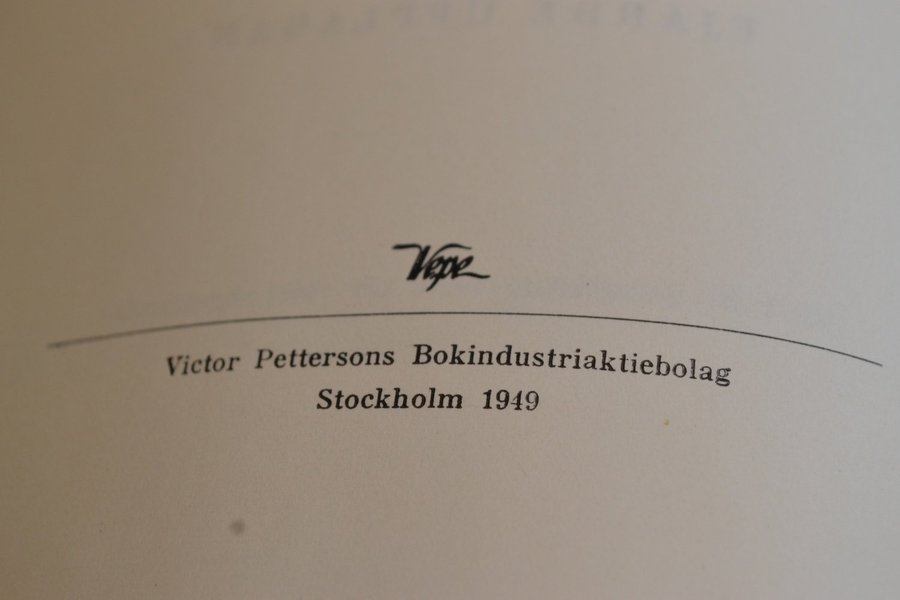 Vepe
Victor Pettersons Bokindustriaktiebolag
Stockholm 1949